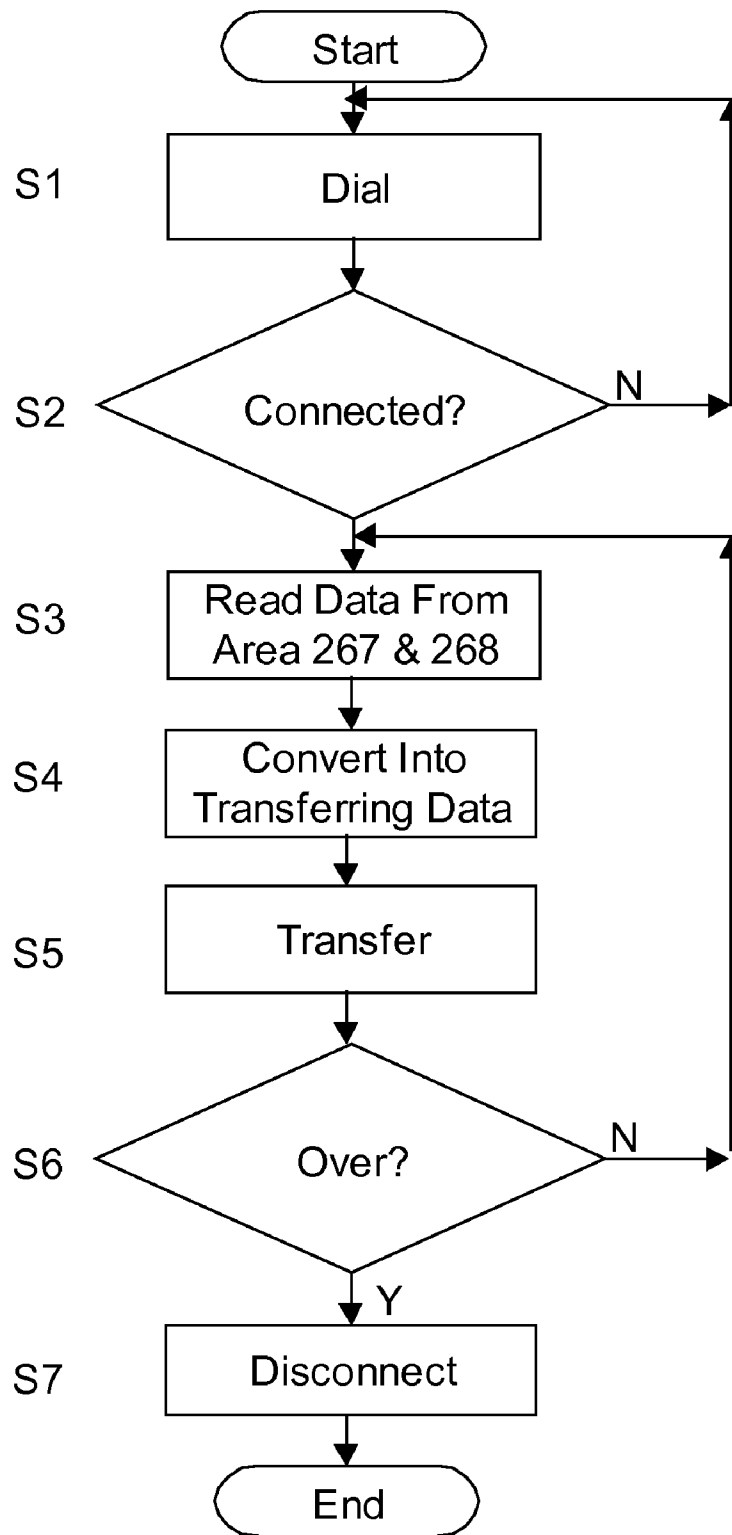 Start
S1
Dial
S2
Connected?
N
S3
Read Data From
Area 267 & 268
S4
Convert Into
Transferring Data
S5
Transfer
S6
Over?
N
Y
S7
Disconnect
End